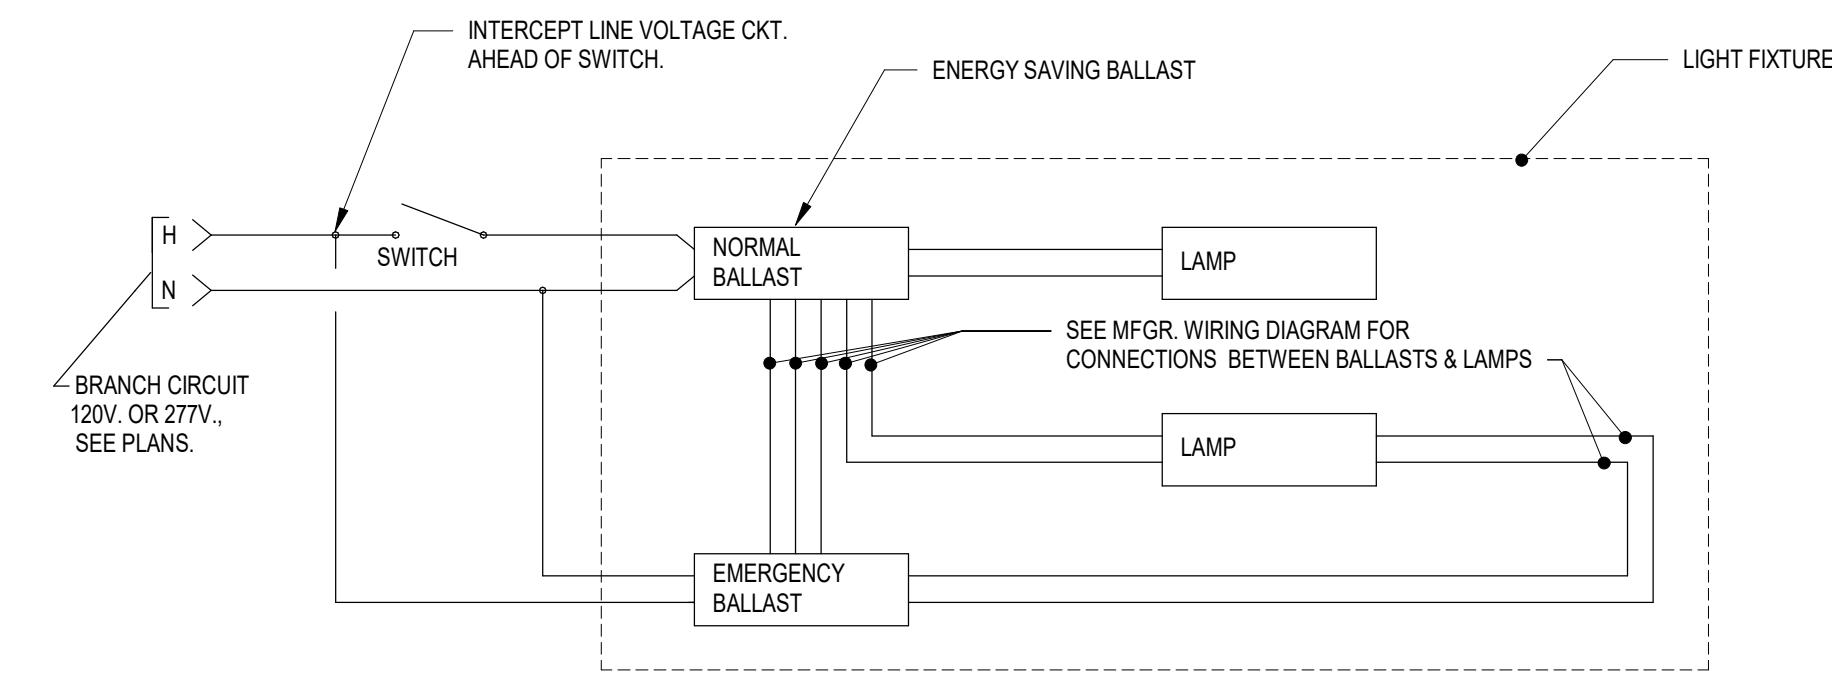 INTERCEPT LINE VOLTAGE CKT.
AHEAD OF SWITCH.
ENERGY SAVING BALLAST
LIGHT FIXTURE
H
SWITCH
N
NORMAL
BALLAST
LAMP
SEE MFGR. WIRING DIAGRAM FOR
CONNECTIONS BETWEEN BALLASTS & LAMPS
BRANCH CIRCUIT
120V. OR 277V.,
SEE PLANS.
LAMP
EMERGENCY
BALLAST